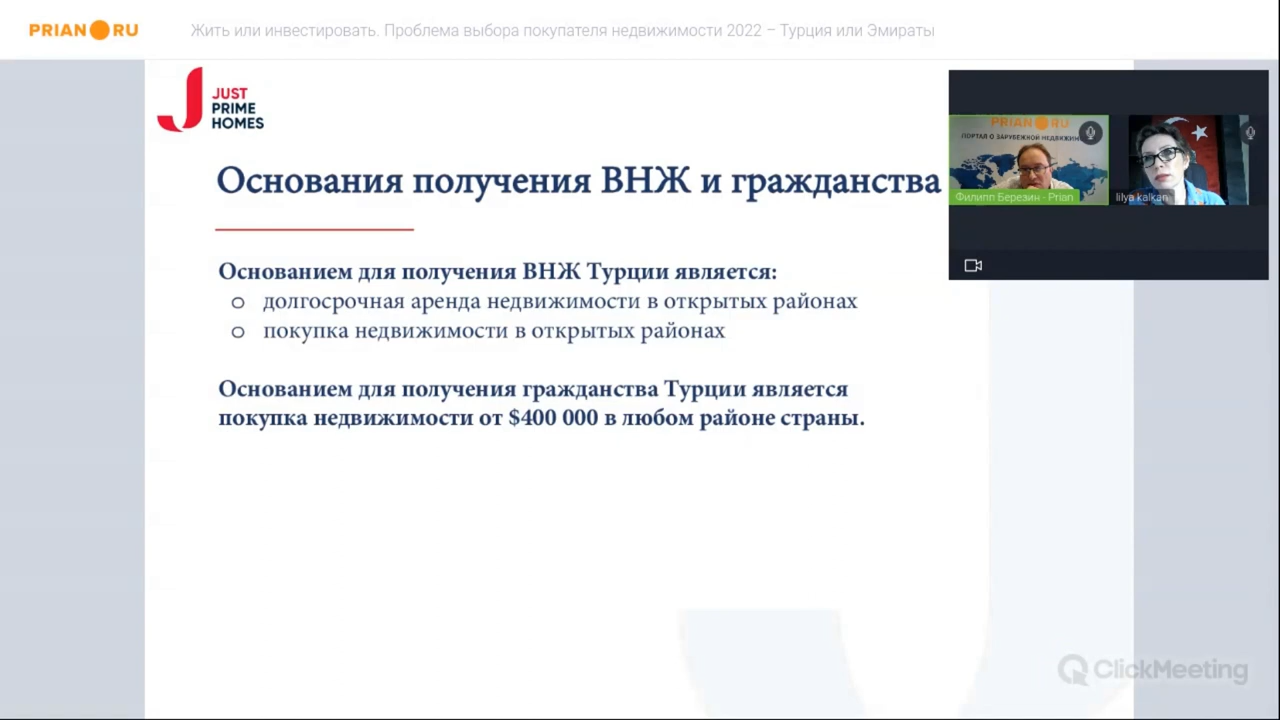 PRIAN RU
Жить или инвестировать. Проблема выбора покупателя недвижимости 2022 – Турция или Эмираты
JUST
PRIME
HOMES
Основания получения ВНЖ и гражданства
Основанием для получения ВНЖ Турции является:
o долгосрочная аренда недвижимости в открытых районах
o покупка недвижимости в открытых районах
Основанием для получения гражданства Турции является
покупка недвижимости от $400 000 в любом районе страны.
PRIAN RU
ПОРТАЛ О ЗАРУБЕЖНОЙ НЕДВИЖИМ
Филипп Березин - Prian
lilya kalkan
ClickMeeting